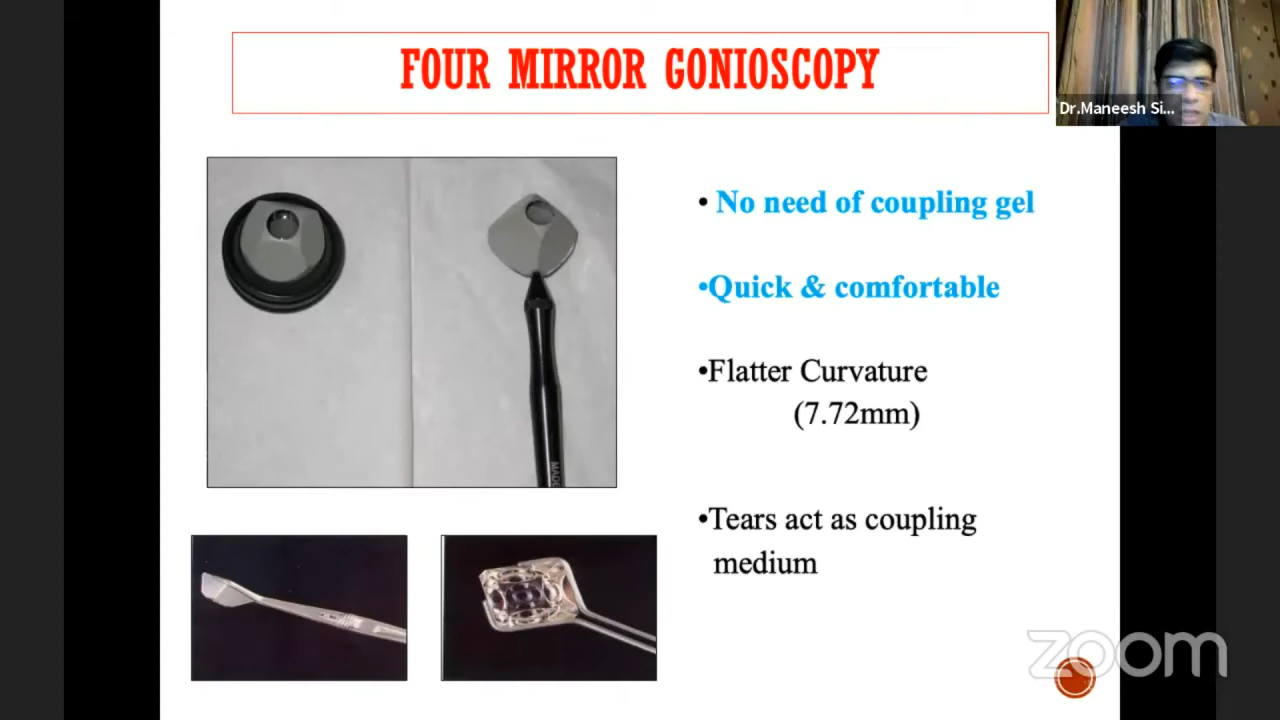 FOUR MIRROR GONIOSCOPY
Dr.Maneesh Si...
• No need of coupling gel
•Quick & comfortable
•Flatter Curvature
(7.72mm)
•Tears act as coupling
medium
MADE
zoom